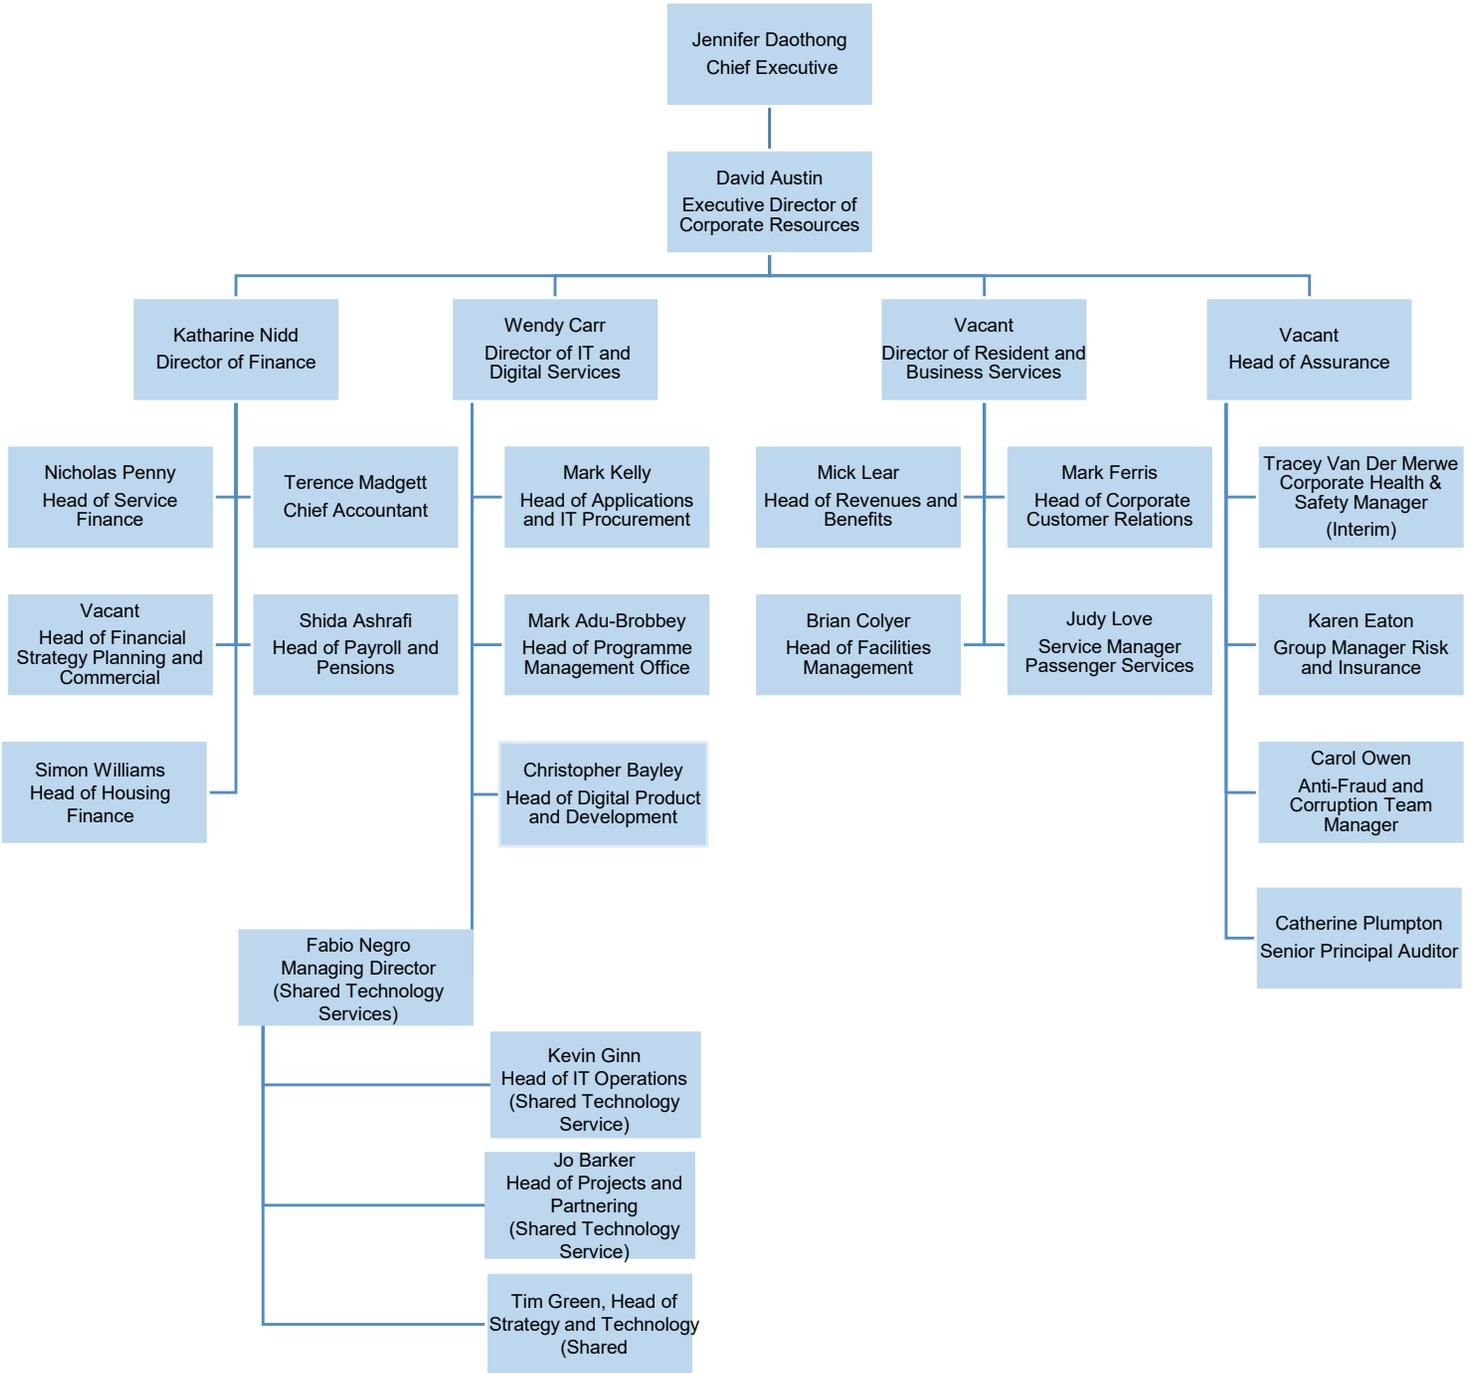 Jennifer Daothong
Chief Executive
David Austin
Executive Director of
Corporate Resources
Katharine Nidd
Director of Finance
Wendy Carr
Director of IT and
Digital Services
Vacant
Director of Resident and
Business Services
Vacant
Head of Assurance
Nicholas Penny
Head of Service
Finance
Terence Madgett
Chief Accountant
Mark Kelly
Head of Applications
and IT Procurement
Mick Lear
Head of Revenues and
Benefits
Mark Ferris
Head of Corporate
Customer Relations
Tracey Van Der Merwe
Corporate Health &
Safety Manager
(Interim)
Vacant
Head of Financial
Strategy Planning and
Commercial
Shida Ashrafi
Head of Payroll and
Pensions
Mark Adu-Brobbey
Head of Programme
Management Office
Brian Colyer
Head of Facilities
Management
Judy Love
Service Manager
Passenger Services
Karen Eaton
Group Manager Risk
and Insurance
Simon Williams
Head of Housing
Finance
Christopher Bayley
Head of Digital Product
and Development
Carol Owen
Anti-Fraud and
Corruption Team
Manager
Catherine Plumpton
Senior Principal Auditor
Fabio Negro
Managing Director
(Shared Technology
Services)
Kevin Ginn
Head of IT Operations
(Shared Technology
Service)
Jo Barker
Head of Projects and
Partnering
(Shared Technology
Service)
Tim Green, Head of
Strategy and Technology
(Shared